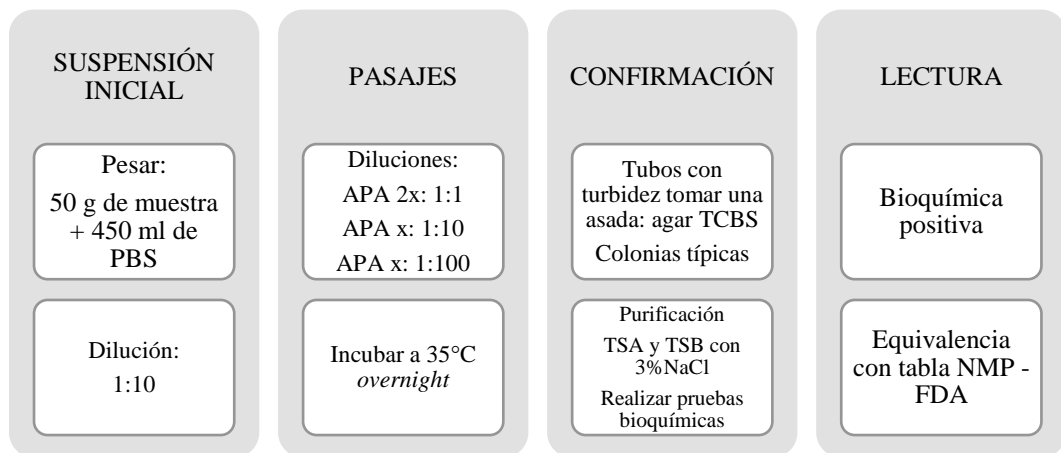 SUSPENSIÓN
INICIAL
Pesar:
50 g de muestra
+ 450 ml de
PBS
Dilución:
1:10
PASAJES
Diluciones:
APA 2x: 1:1
APA x: 1:10
APA x: 1:100
Incubar a 35°C
overnight
CONFIRMACIÓN
Tubos con
turbidez tomar una
asada: agar TCBS
Colonias típicas
Purificación
TSA y TSB con
3%NaCl
Realizar pruebas
bioquímicas
LECTURA
Bioquímica
positiva
Equivalencia
con tabla NMP -
FDA